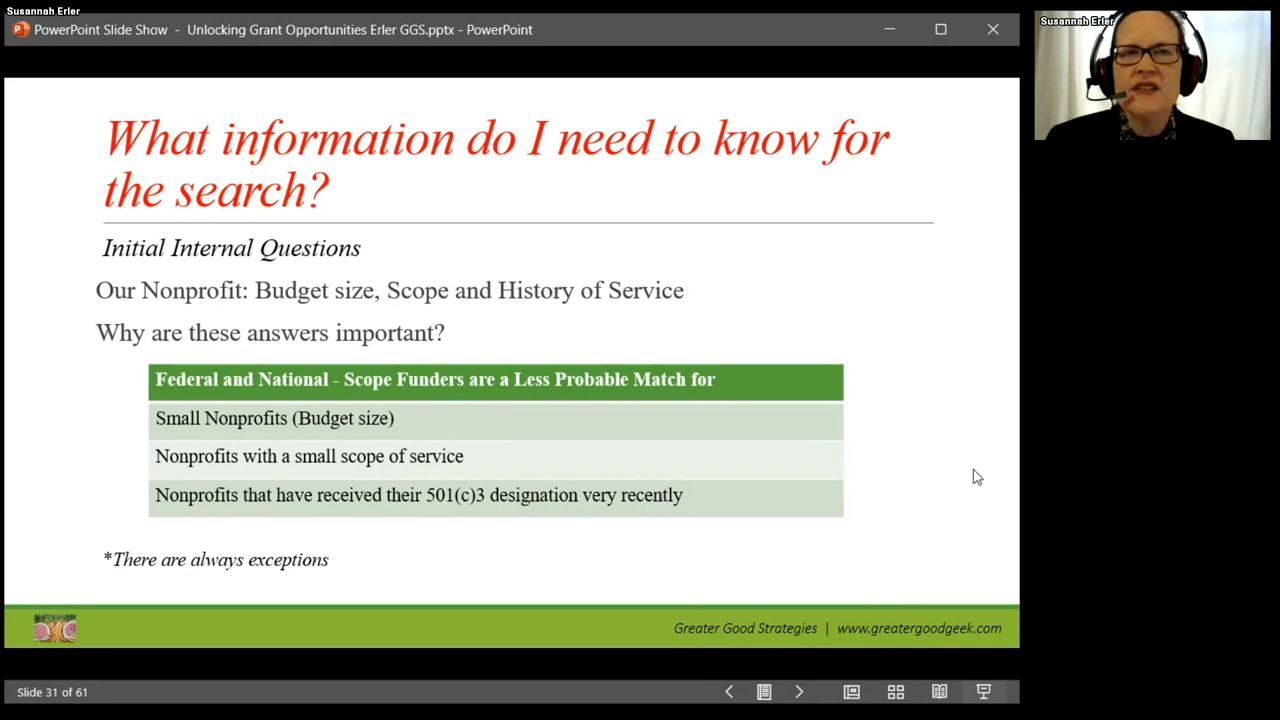 Susannah Erler
PowerPoint Slide Show - Unlocking Grant Opportunities Erler GGS.pptx - PowerPoint
Susannah Erler
What information do I need to know for
the search?
Initial Internal Questions
Our Nonprofit: Budget size, Scope and History of Service
Why are these answers important?
Federal and National - Scope Funders are a Less Probable Match for
Small Nonprofits (Budget size)
Nonprofits with a small scope of service
Nonprofits that have received their 501(c)3 designation very recently
*There are always exceptions
Greater Good Strategies | www.greatergoodgeek.com
Slide 31 of 61